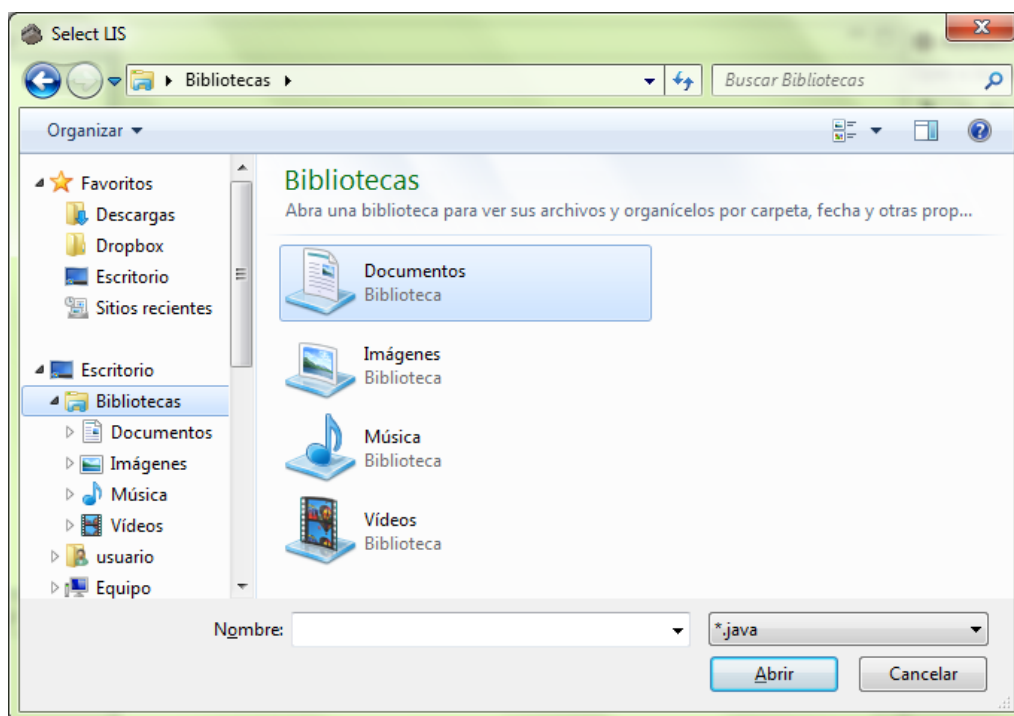 Select LIS
Bibliotecas
Buscar Bibliotecas
Organizar
Favoritos
Descargas
Dropbox
Escritorio
Sitios recientes
Escritorio
Bibliotecas
Documentos
Imágenes
Música
Vídeos
usuario
Equipo
Bibliotecas
Abra una biblioteca para ver sus archivos y organícelos por carpeta, fecha y otras prop...
Documentos
Biblioteca
Imágenes
Biblioteca
Música
Biblioteca
Vídeos
Biblioteca
Nombre:
*.java
Abrir
Cancelar